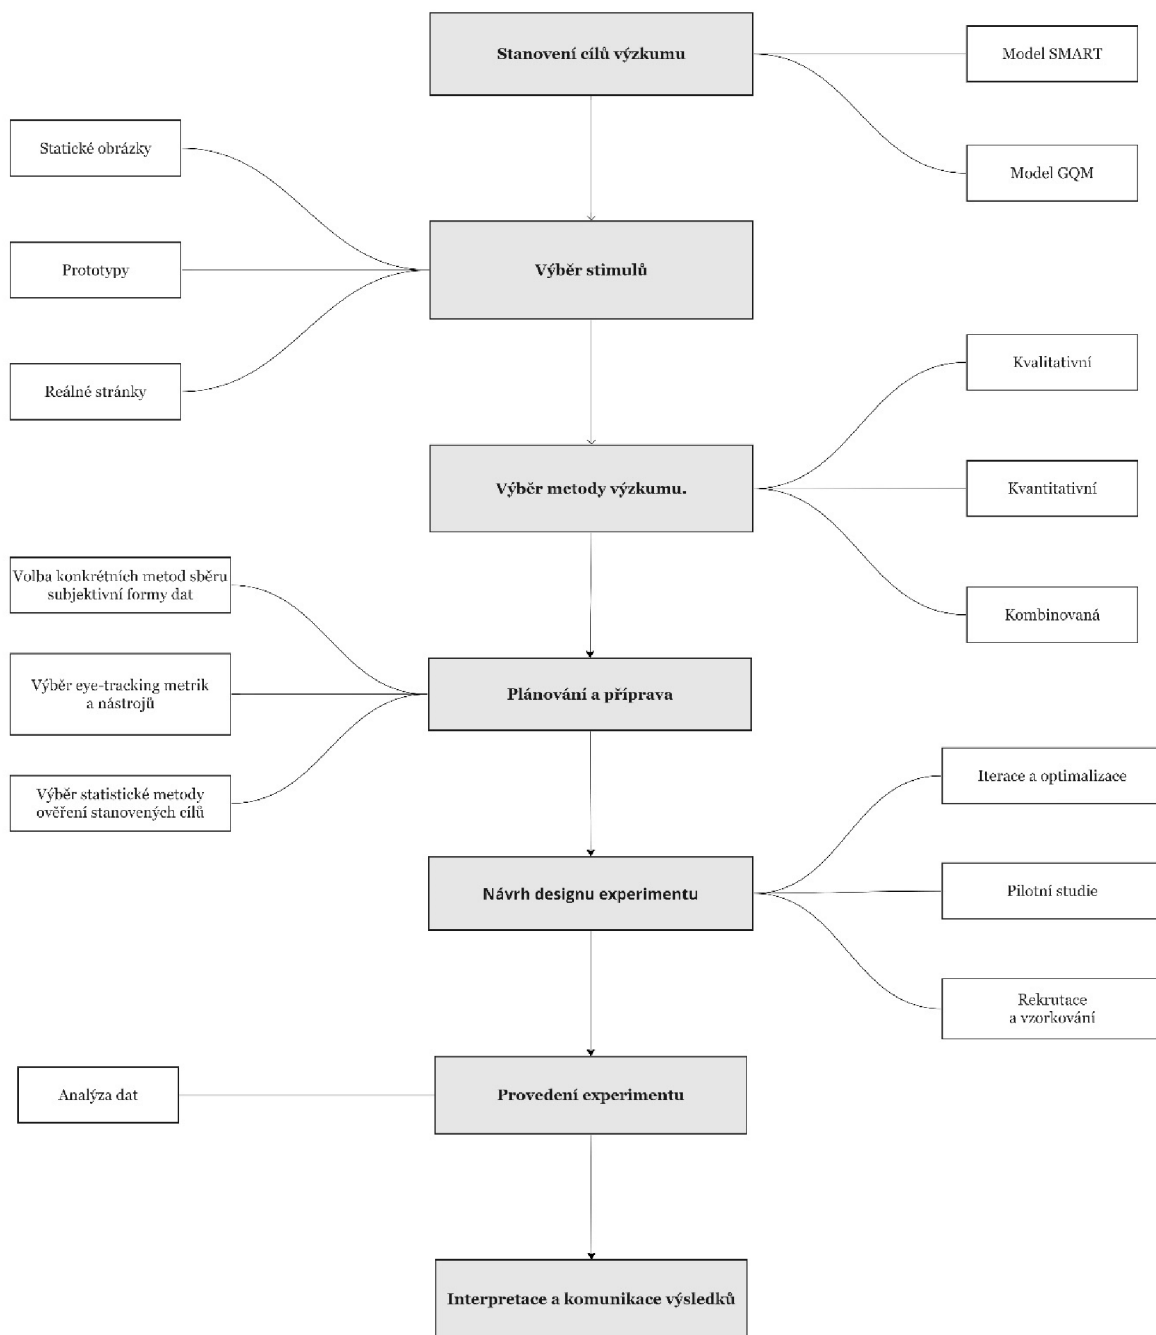 Stanovení cílů výzkumu
Model SMART
Statické obrázky
Model GQM
Výběr stimulů
Prototypy
Reálné stránky
Kvalitativní
Výběr metody výzkumu.
Kvantitativní
Volba konkrétních metod sběru
subjektivní formy dat
Kombinovaná
Výběr eye-tracking metrik
a nástrojů
Plánování a příprava
Výběr statistické metody
ověření stanovených cílů
Iterace a optimalizace
Návrh designu experimentu
Pilotní studie
Rekrutace
a vzorkování
Analýza dat
Provedení experimentu
Interpretace a komunikace výsledků